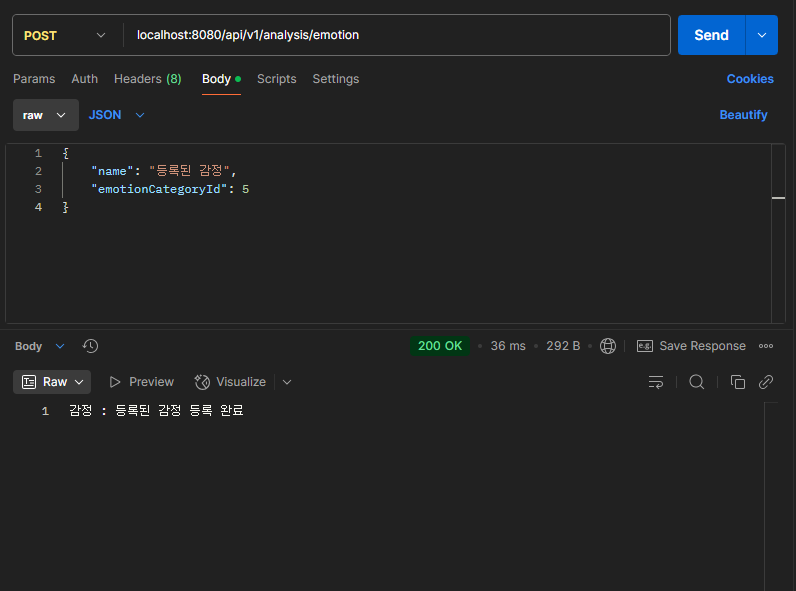 POST localhost:8080/api/v1/analysis/emotion Send
Params Auth Headers (8) Body Scripts Settings Cookies
raw JSON Beautify
1 {
2 "name": "등록된 감정",
3 "emotionCategoryId": 5
4 }
Body 200 OK 36 ms 292 B e.g. Save Response
Raw Preview Visualize
1 감정 : 등록된 감정 등록 완료